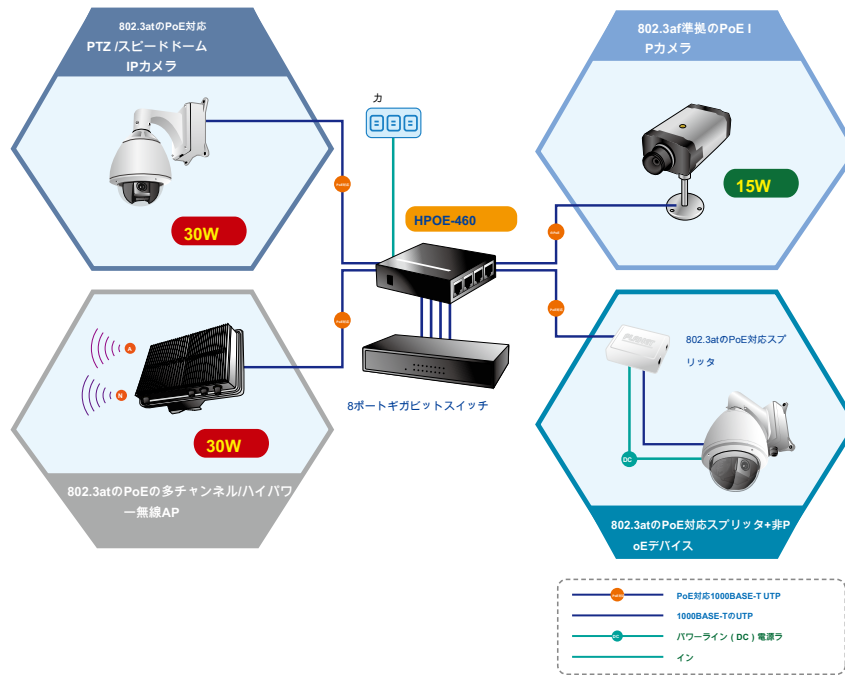 802.3atのPoE対応
PTZ /スピードドーム
IPカメラ
30W
カ
HPOE-460
802.3af準拠のPoE I
Pカメラ
15W
A
N
30W
802.3atのPoEの多チャンネル/ハイパワ
ー無線AP
8ポートギガビットスイッチ
802.3atのPoE対応スプ
リッタ
DC
802.3atのPoE対応スプリッタ+非P
oEデバイス
PoE対応1000BASE-T UTP
1000BASE-TのUTP
DC
パワーライン ( DC ) 電源ラ
イン